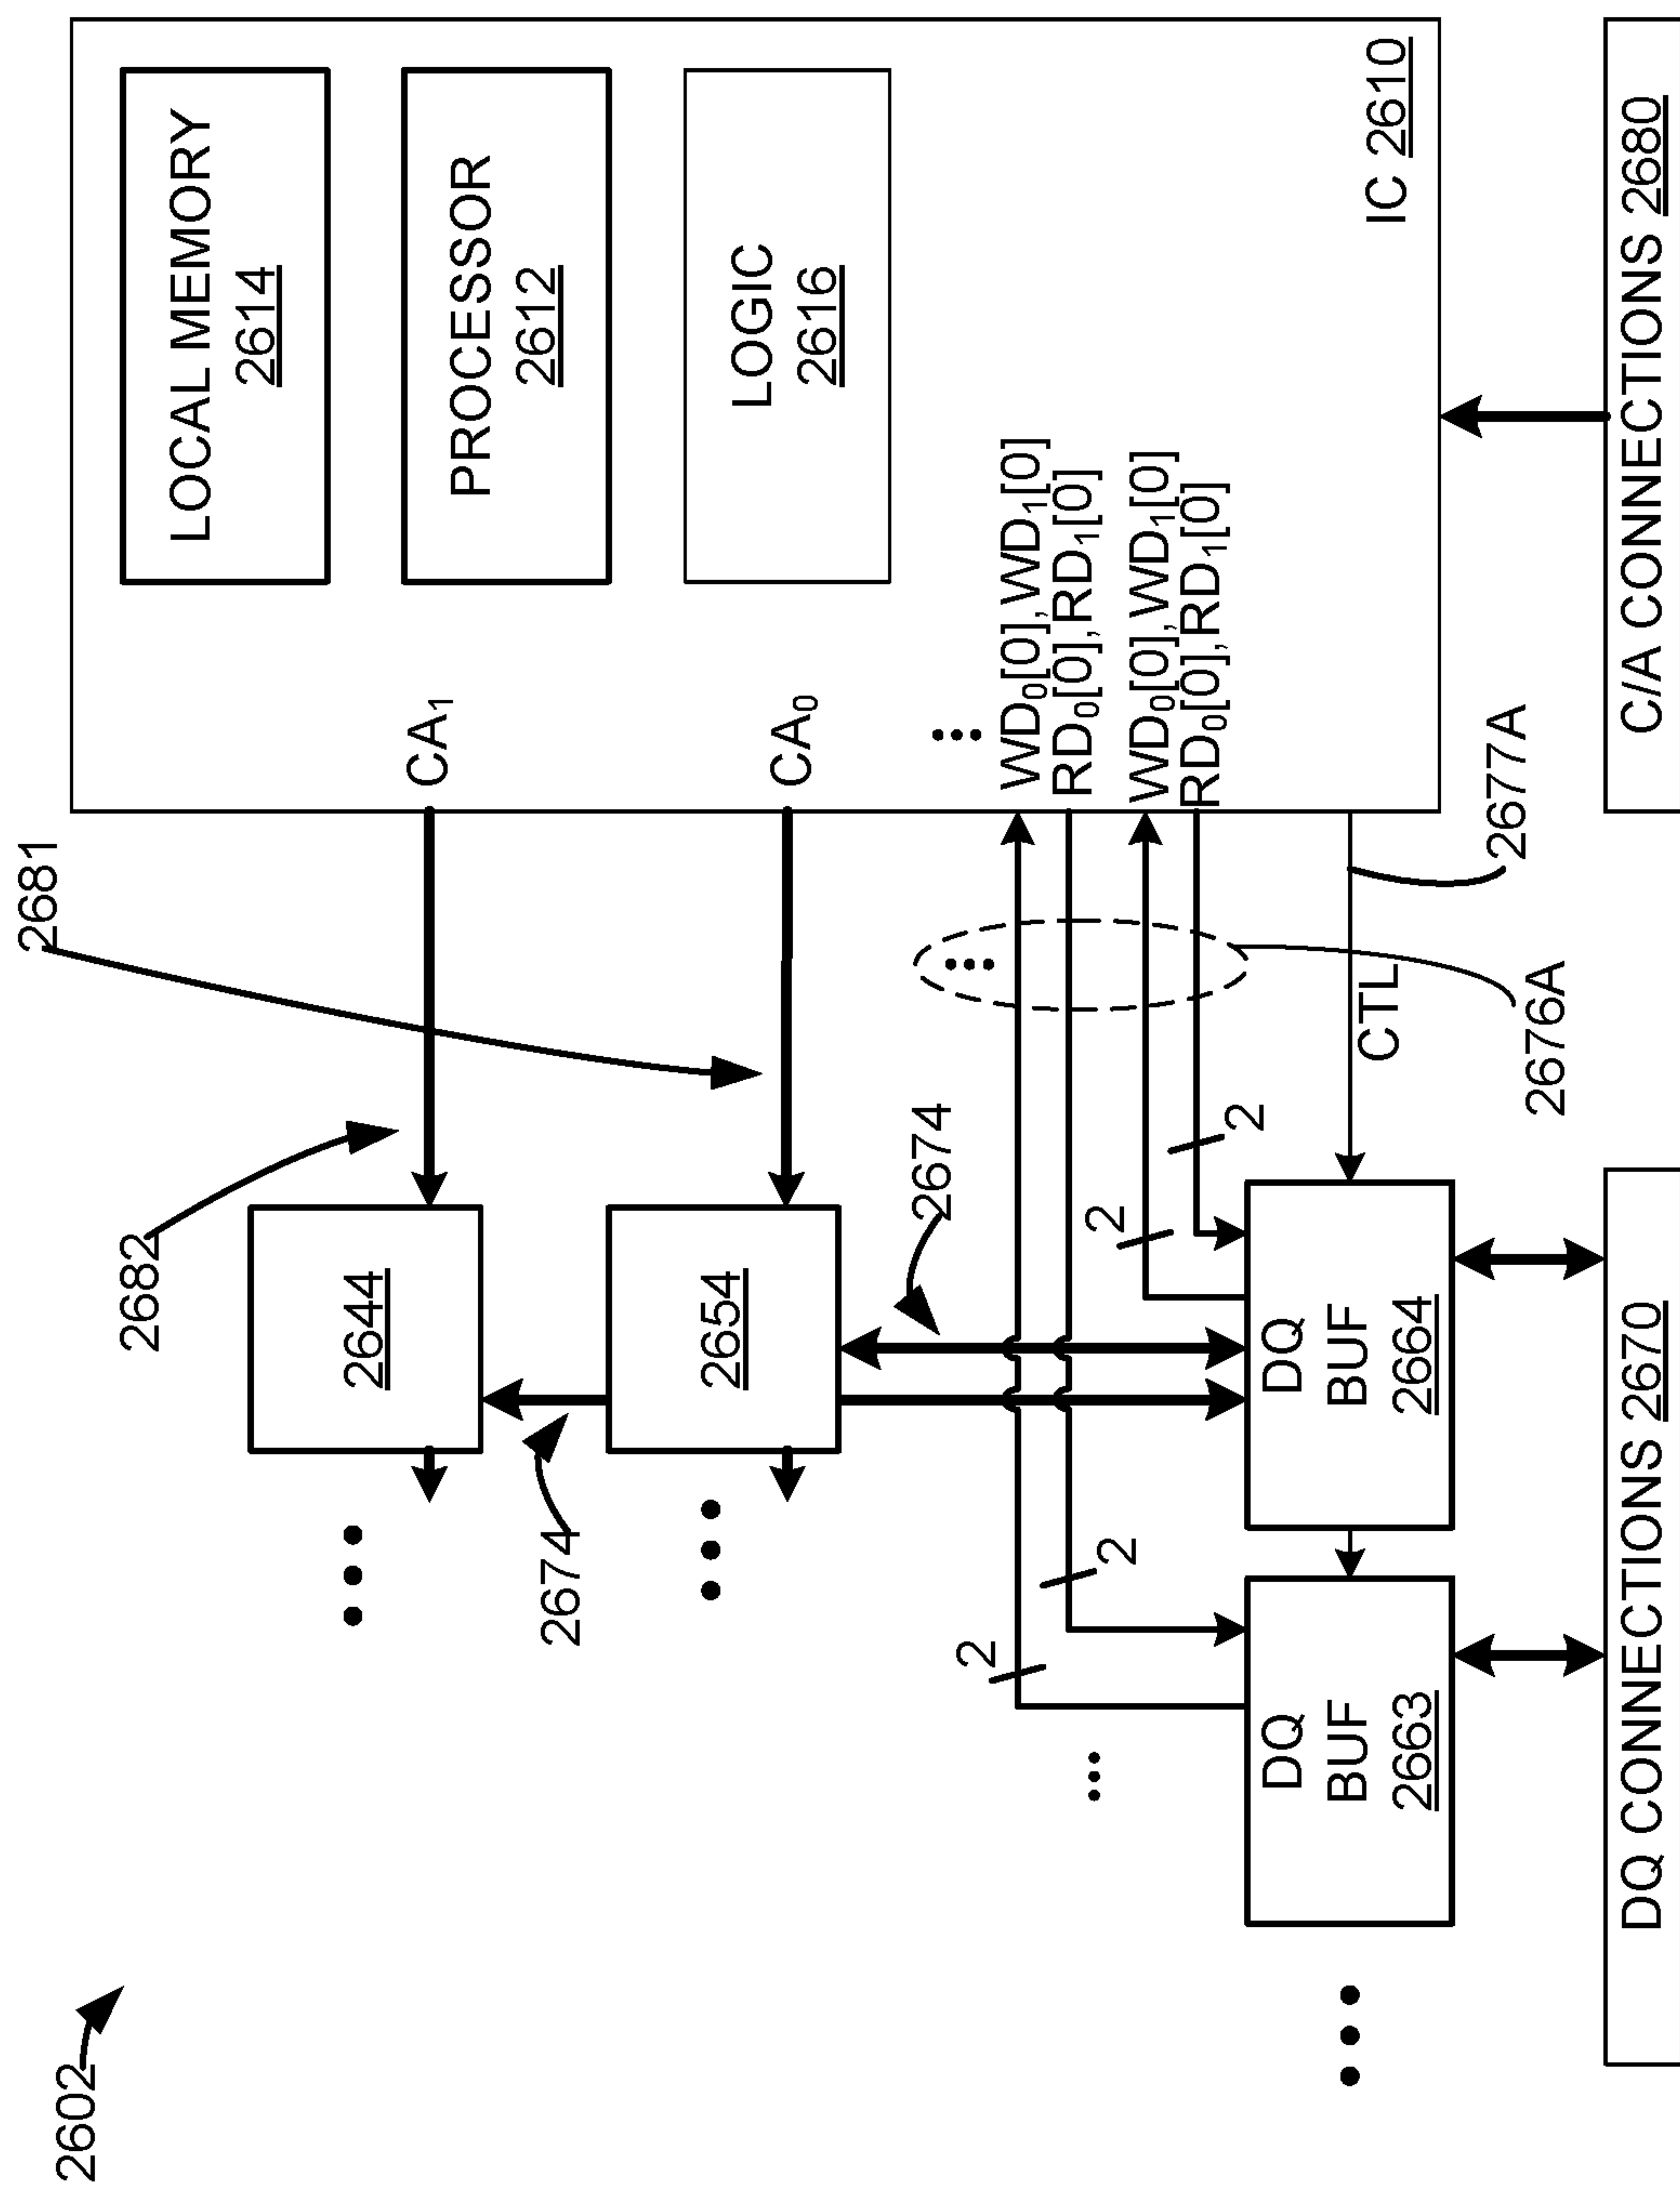 2602
2682
2681
LOCAL MEMORY
2614
PROCESSOR
2612
LOGIC
2616
CA1
CA0
2644
2654
2674
2674
WD0[0],WD1[0]
RD0[0],RD1[0]
WD0[0],WD1[0]
RD0[0],RD1[0]
2
2
2
2
IC 2610
CTL
2677A
2676A
DQ
BUF
2663
DQ
BUF
2664
DQ CONNECTIONS 2670
C/A CONNECTIONS 2680